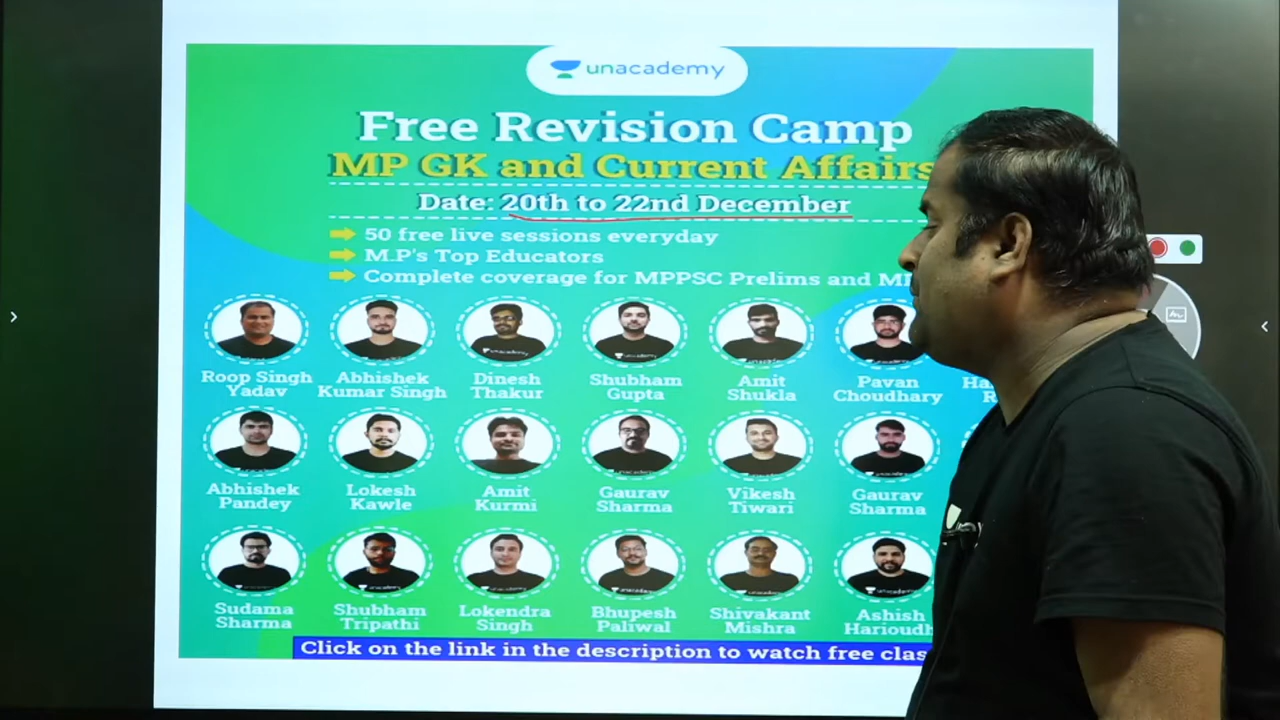 unacademy
Free Revision Camp
MP GK and Current Affairs
Date: 20th to 22nd December
50 free live sessions everyday
M.P's Top Educators
Complete coverage for MPPSC Prelims and
Roop Singh Yadav
Abhishek Kumar Singh
Dinesh Thakur
Shubham Gupta
Amit Shukla
Pavan Choudhary
Abhishek Pandey
Lokesh Kawle
Amit Kurmi
Gaurav Sharma
Vikesh Tiwari
Gaurav Sharma
Sudama Sharma
Shubham Tripathi
Lokendra Singh
Bhupesh Paliwal
Shivakant Mishra
Ashish
Click on the link in the description to watch free